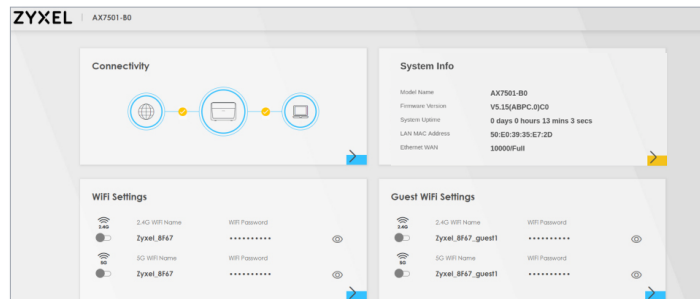 ZYXEL AX7501-B0
Connectivity
System Info
Model Name AX7501-B0
Firmware Version V5.15(ABPC.0)C0
System Uptime 0 days 0 hours 13 mins 3 secs
LAN MAC Address 50:E0:39:35:E7:2D
Ethernet WAN 10000/Full
WiFi Settings
2.4G 2.4G WiFi Name WiFi Password
Zyxel_8F67 ••••••••••
5G 5G WiFi Name WiFi Password
Zyxel_8F67 ••••••••••
Guest WiFi Settings
2.4G 2.4G WiFi Name WiFi Password
Zyxel_8F67_guest1 ••••••••••
5G 5G WiFi Name WiFi Password
Zyxel_8F67_guest1 ••••••••••